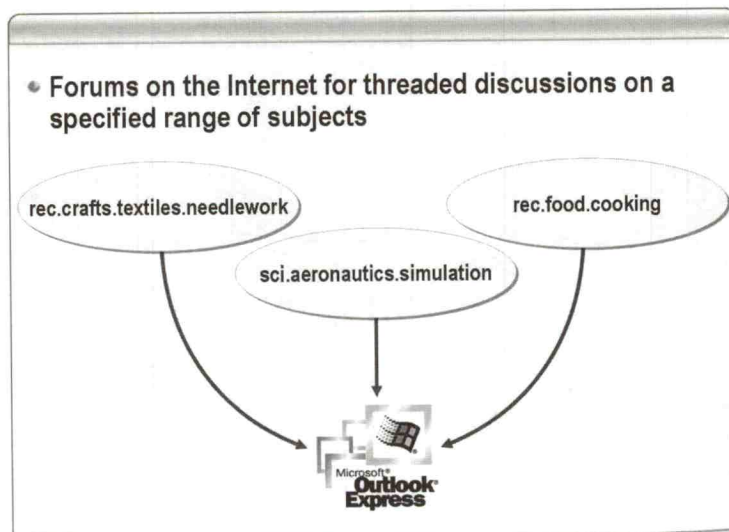 Forums on the Internet for threaded discussions on a
specified range of subjects
rec.crafts.textiles.needlework
rec.food.cooking
sci.aeronautics.simulation
Microsoft®
Outlook®
Express